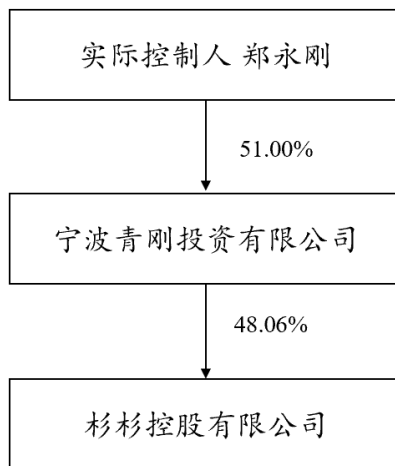 实际控制人 郑永刚
51.00%
宁波青刚投资有限公司
48.06%
杉杉控股有限公司